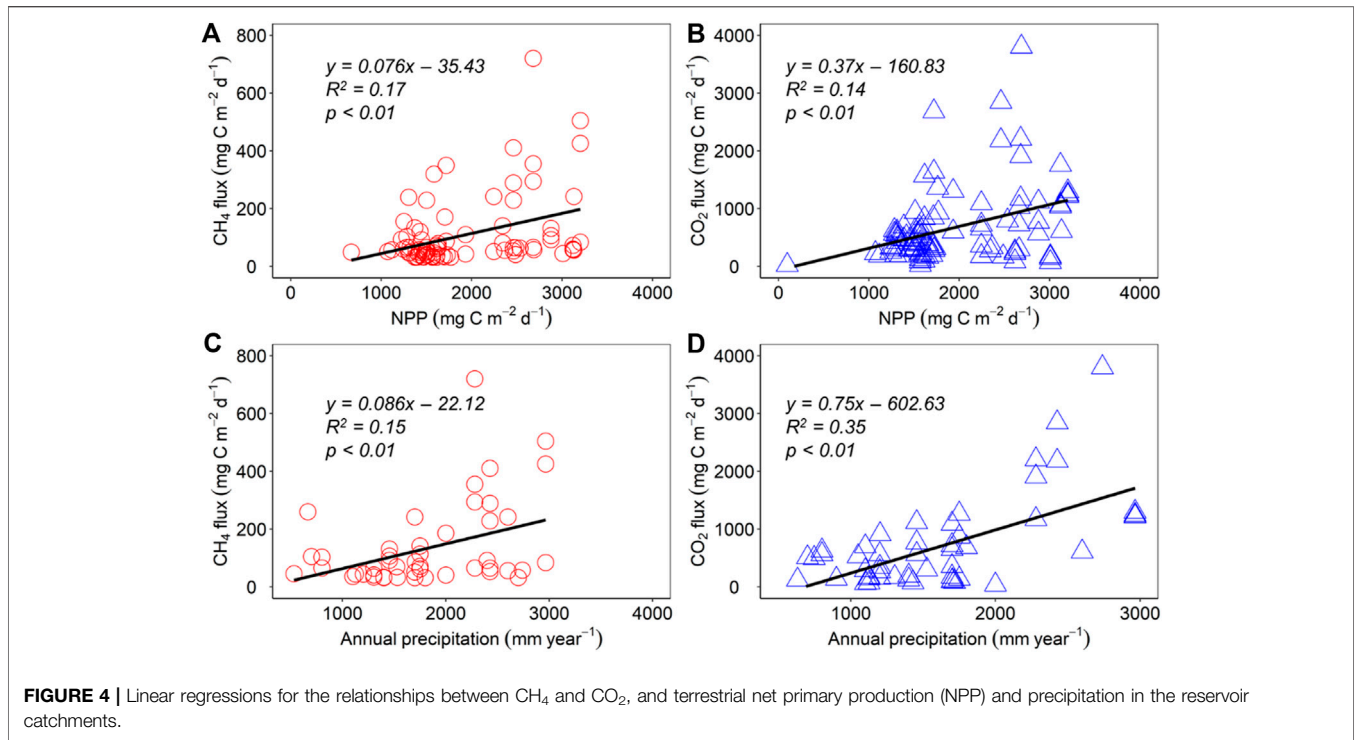 A
CH₄ flux (mg C m⁻² d⁻¹)
800
600
400
200
0
y = 0.076x − 35.43
R² = 0.17
p < 0.01
0 1000 2000 3000 4000
NPP (mg C m⁻² d⁻¹)
B
CO₂ flux (mg C m⁻² d⁻¹)
4000
3000
2000
1000
0
y = 0.37x − 160.83
R² = 0.14
p < 0.01
0 1000 2000 3000 4000
NPP (mg C m⁻² d⁻¹)
C
CH₄ flux (mg C m⁻² d⁻¹)
800
600
400
200
0
y = 0.086x − 22.12
R² = 0.15
p < 0.01
1000 2000 3000 4000
Annual precipitation (mm year⁻¹)
D
CO₂ flux (mg C m⁻² d⁻¹)
4000
3000
2000
1000
0
y = 0.75x − 602.63
R² = 0.35
p < 0.01
1000 2000 3000
Annual precipitation (mm year⁻¹)
FIGURE 4 | Linear regressions for the relationships between CH₄ and CO₂, and terrestrial net primary production (NPP) and precipitation in the reservoir
catchments.